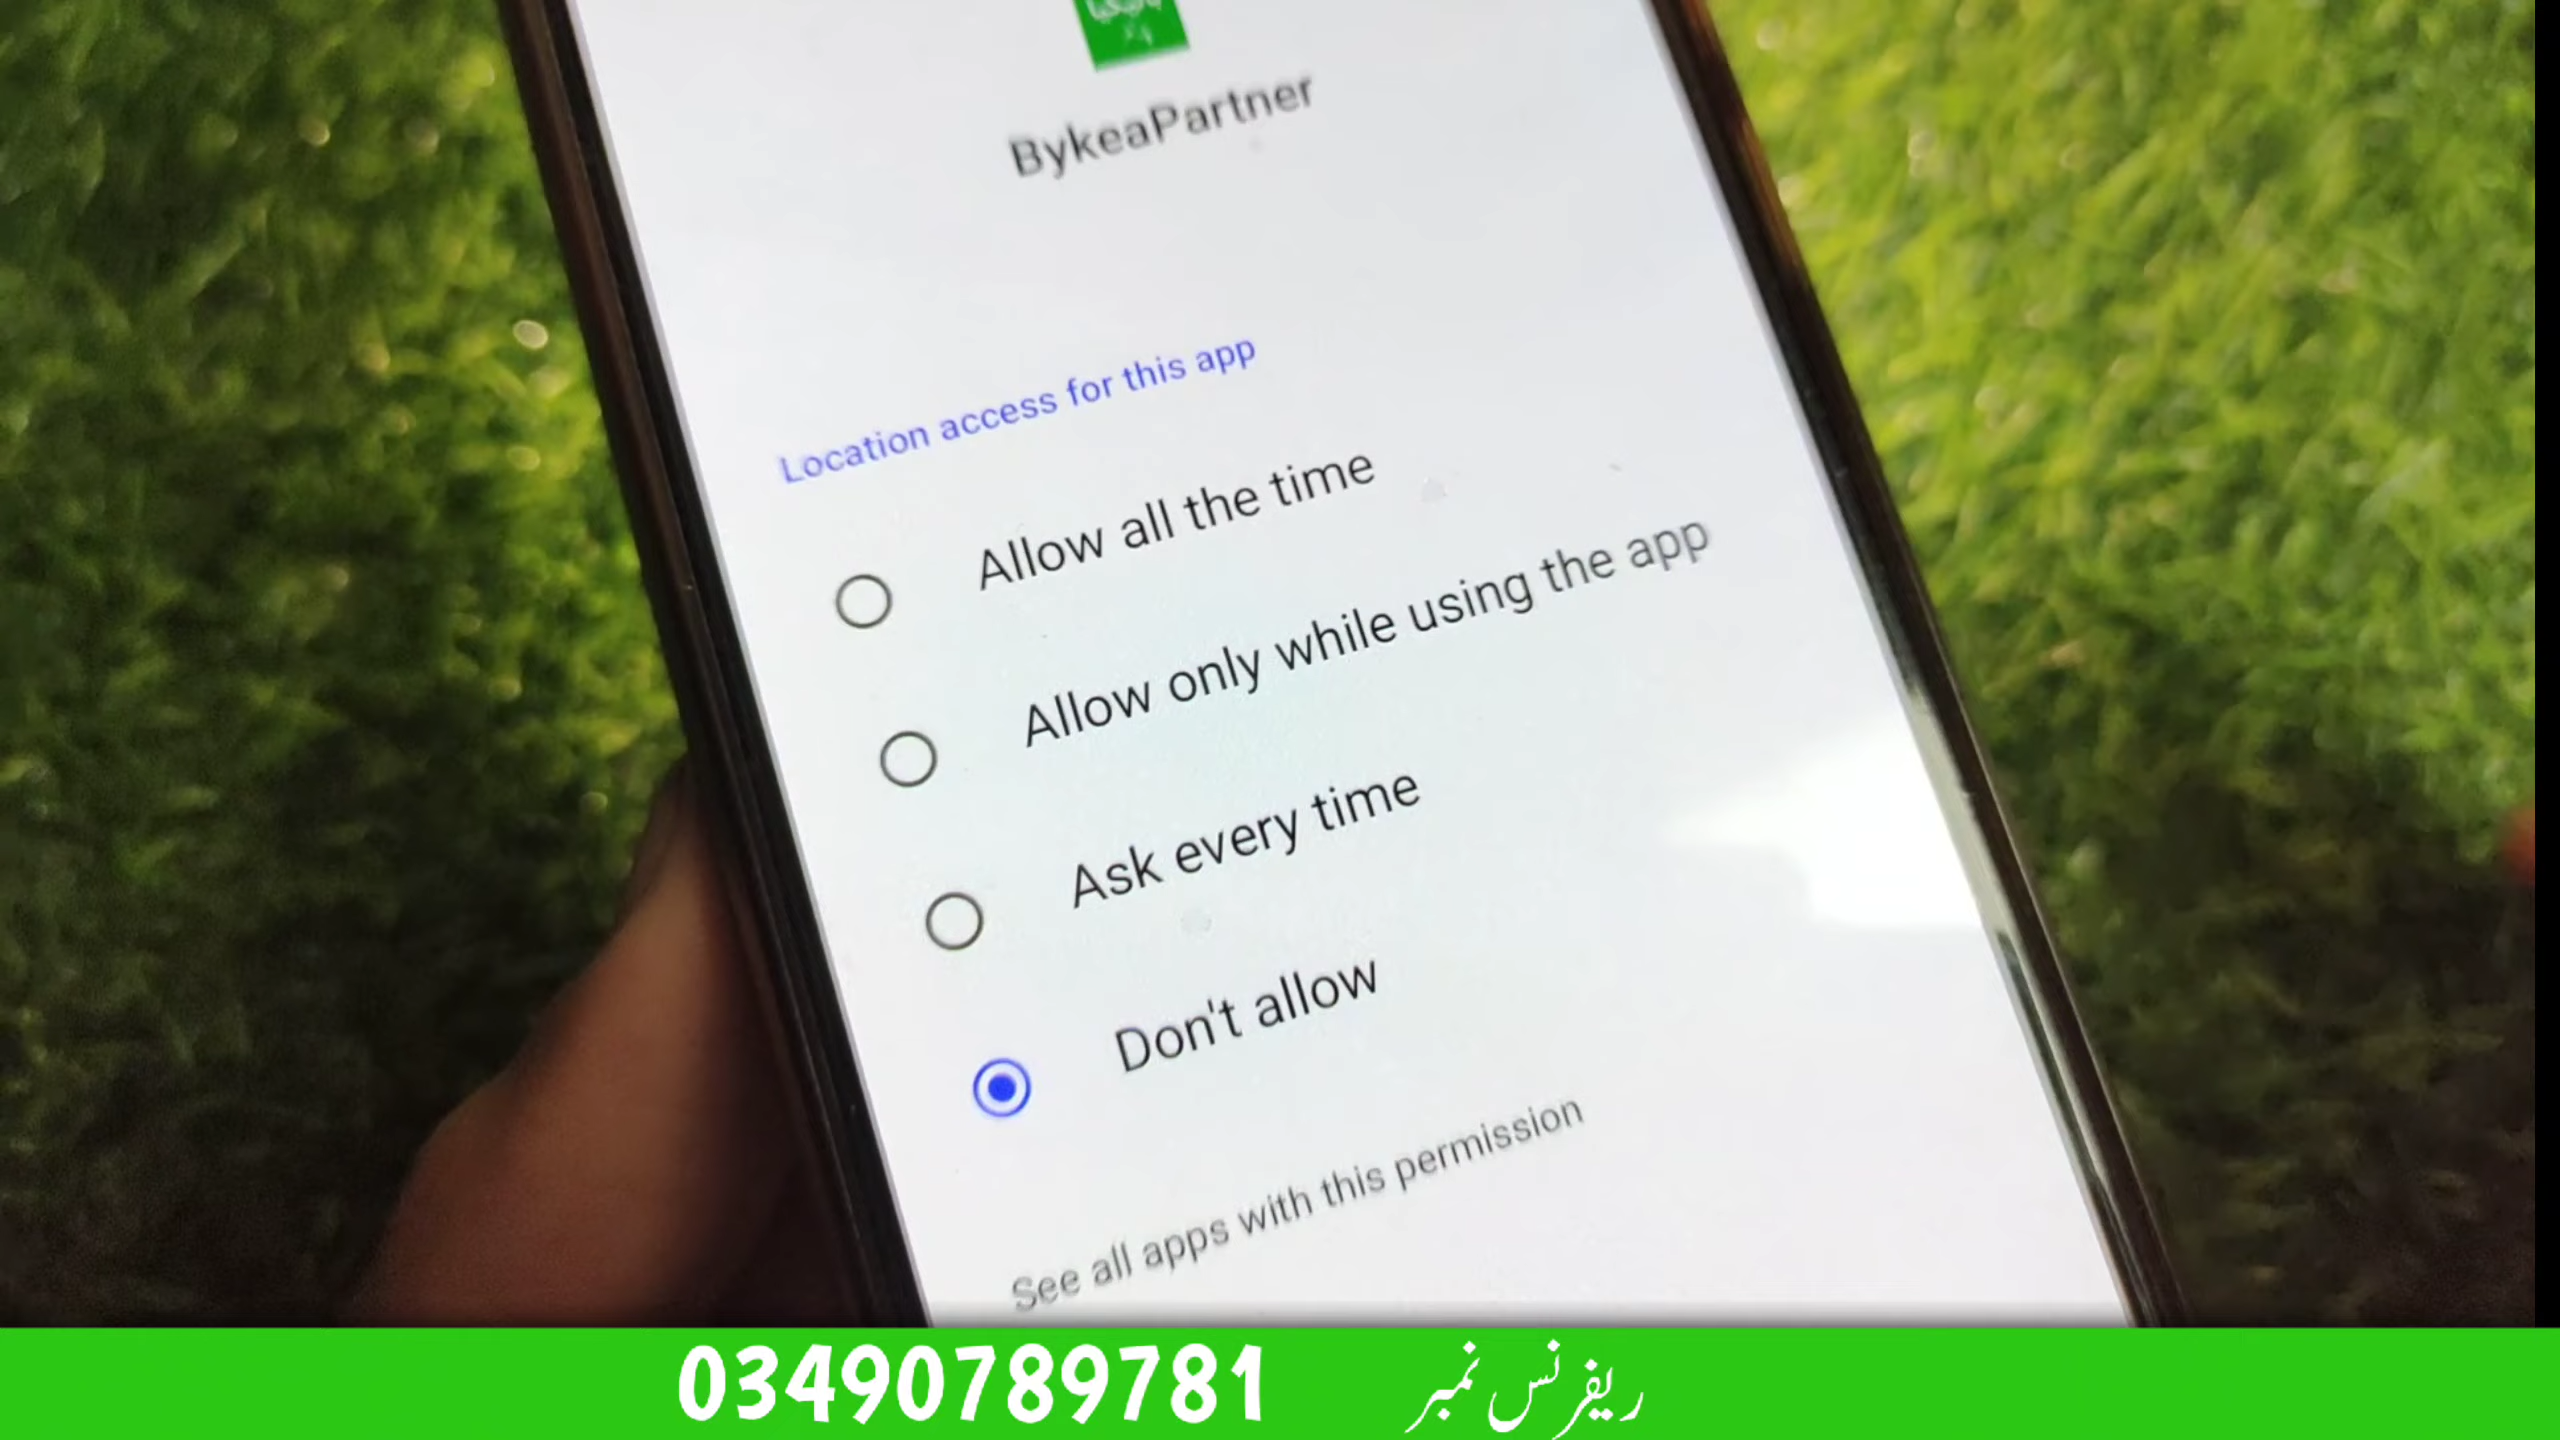 BykeaPartner
Location access for this app
Allow all the time
Allow only while using the app
Ask every time
Don't allow
See all apps with this permission
03490789781 ریفرنس نمبر